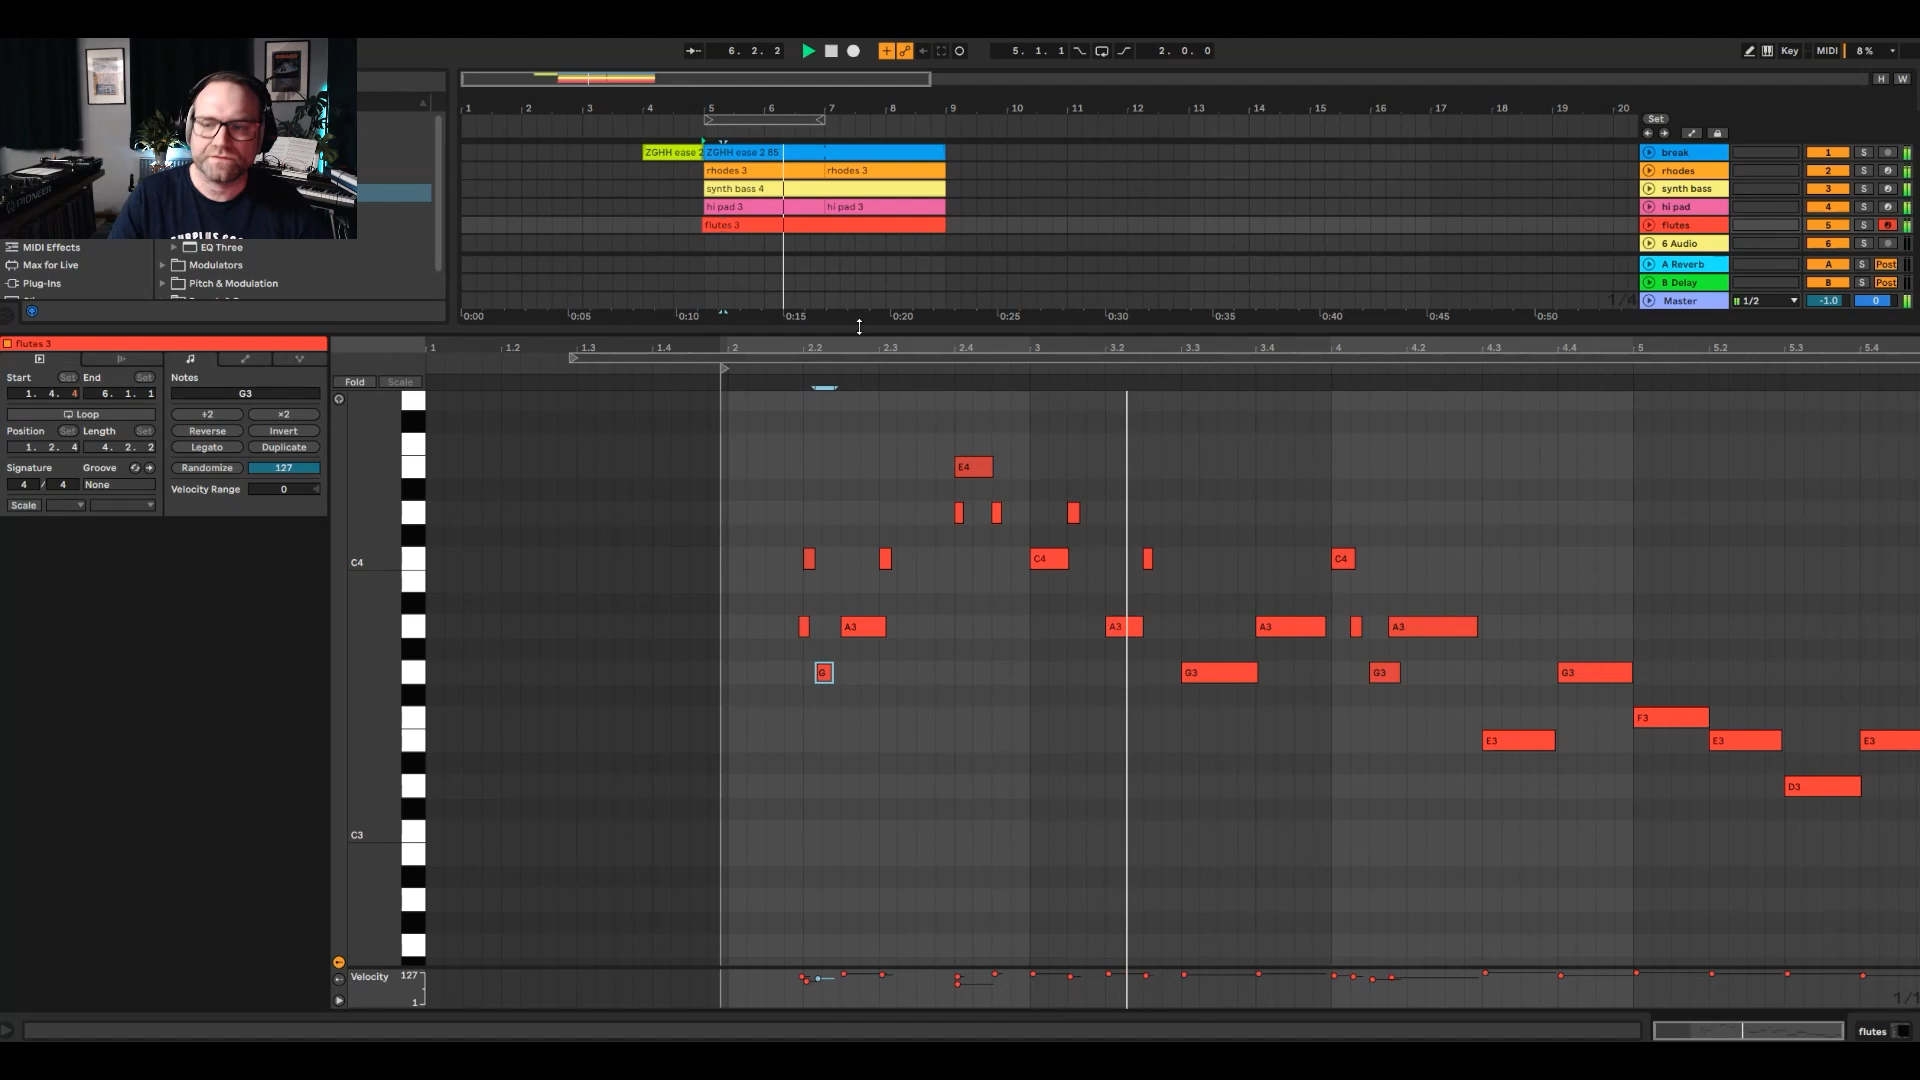 6. 2. 2
5. 1. 1
2. 0. 0
Key
MIDI
8 %
H W
1 2 3 4 5 6 7 8 9 10 11 12 13 14 15 16 17 18 19 20
Set
ZGHH ease 2
ZGHH ease 2 85
break 1 S
rhodes 3
rhodes 3
rhodes 2 S
synth bass 4
synth bass 3 S
hi pad 3
hi pad 3
hi pad 4 S
flutes 3
flutes 5 S
6 Audio 6 S
A Reverb A S Post
B Delay B S Post
Master 1/2 -1.0 0
1/4
0:00 0:05 0:10 0:15 0:20 0:25 0:30 0:35 0:40 0:45 0:50
PIONEER
MIDI Effects
Max for Live
Plug-Ins
EQ Three
Modulators
Pitch & Modulation
flutes 3
1 1.2 1.3 1.4 2 2.2 2.3 2.4 3 3.2 3.3 3.4 4 4.2 4.3 4.4 5 5.2 5.3 5.4
Start Set End Set
1. 4. 4 6. 1. 1
Loop
Position Set Length Set
1. 2. 4 4. 2. 2
Signature Groove
4 / 4 None
Scale
Notes
G3
÷2 ×2
Reverse Invert
Legato Duplicate
Randomize 127
Velocity Range 0
Fold Scale
C4
C3
E4
C4
C4
A3
A3
A3
A3
G
G3
G3
G3
F3
E3
E3
E3
D3
Velocity 127
1
flutes